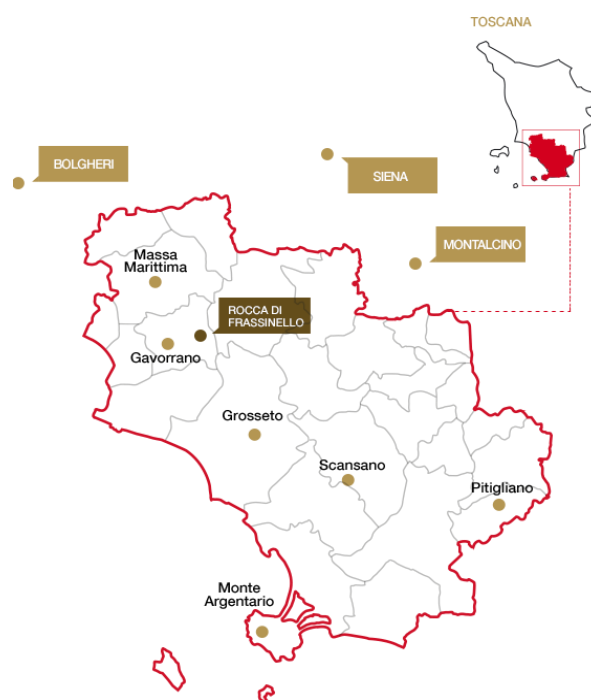 TOSCANA
BOLGHERI
SIENA
MONTALCINO
Massa
Marittima
ROCCA DI
FRASSINELLO
Gavorrano
Grosseto
Scansano
Pitigliano
Monte
Argentario